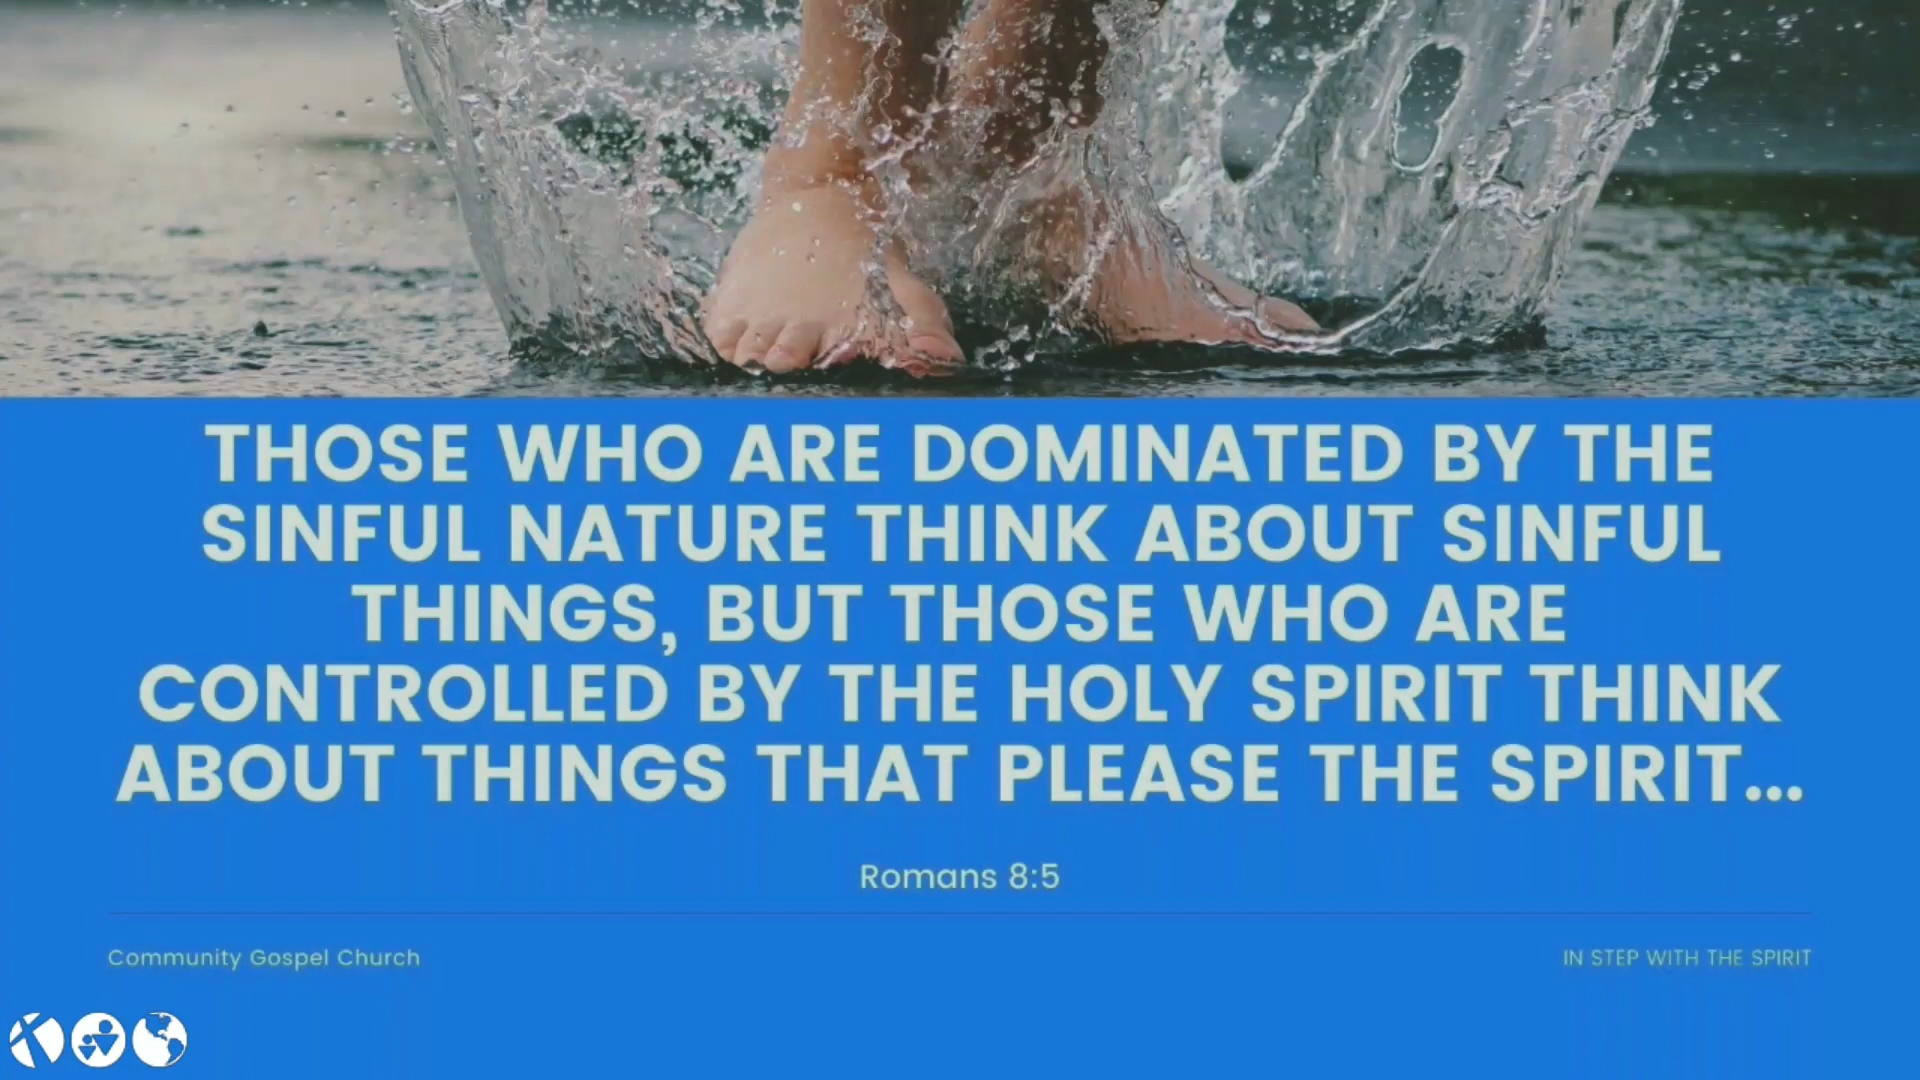 THOSE WHO ARE DOMINATED BY THE
SINFUL NATURE THINK ABOUT SINFUL
THINGS, BUT THOSE WHO ARE
CONTROLLED BY THE HOLY SPIRIT THINK
ABOUT THINGS THAT PLEASE THE SPIRIT...
Romans 8:5
Community Gospel Church
IN STEP WITH THE SPIRIT